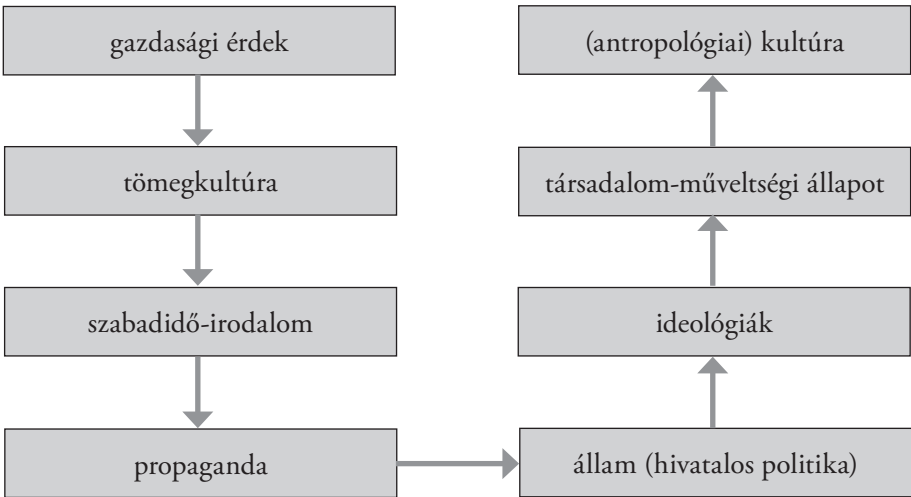 gazdasági érdek
tömegkultúra
szabadidő-irodalom
propaganda
állam (hivatalos politika)
ideológiák
társadalom-műveltségi állapot
(antropológiai) kultúra